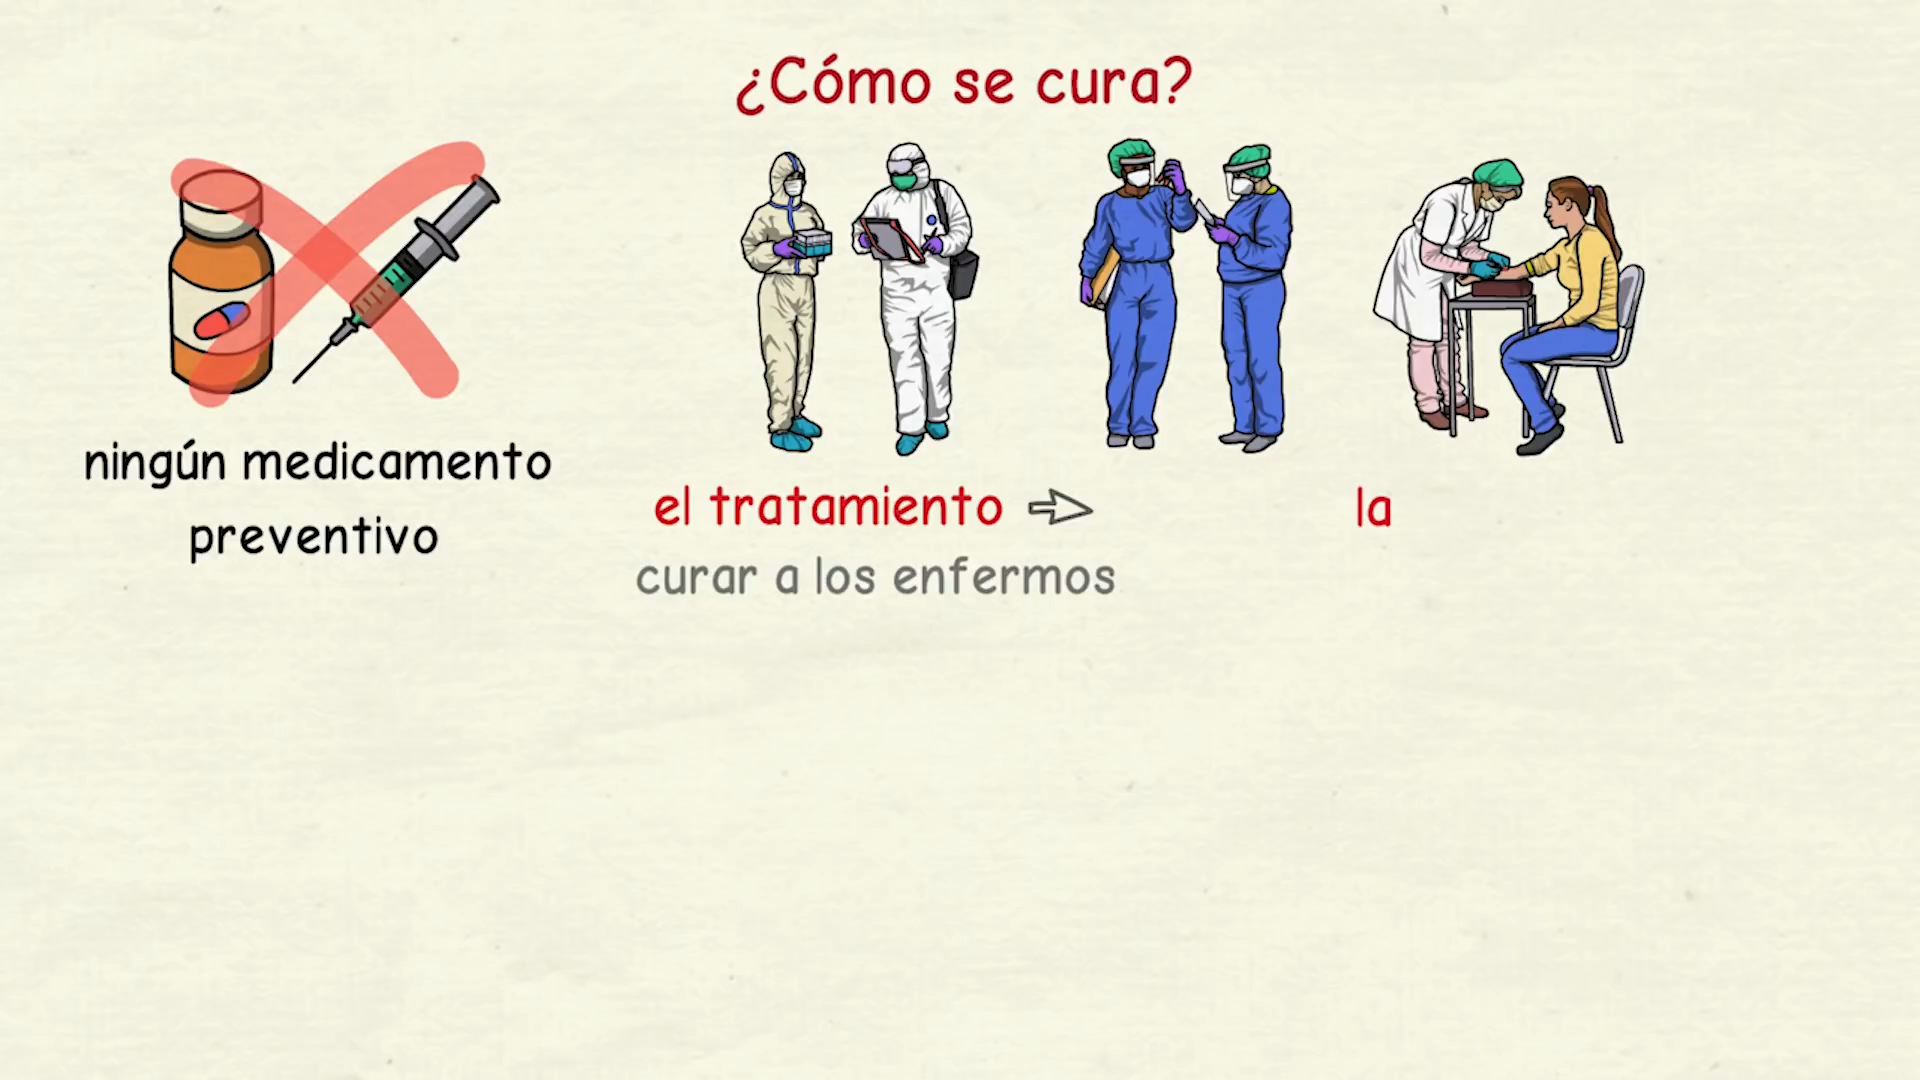 ¿Cómo se cura?
ningún medicamento
preventivo
el tratamiento
curar a los enfermos
la